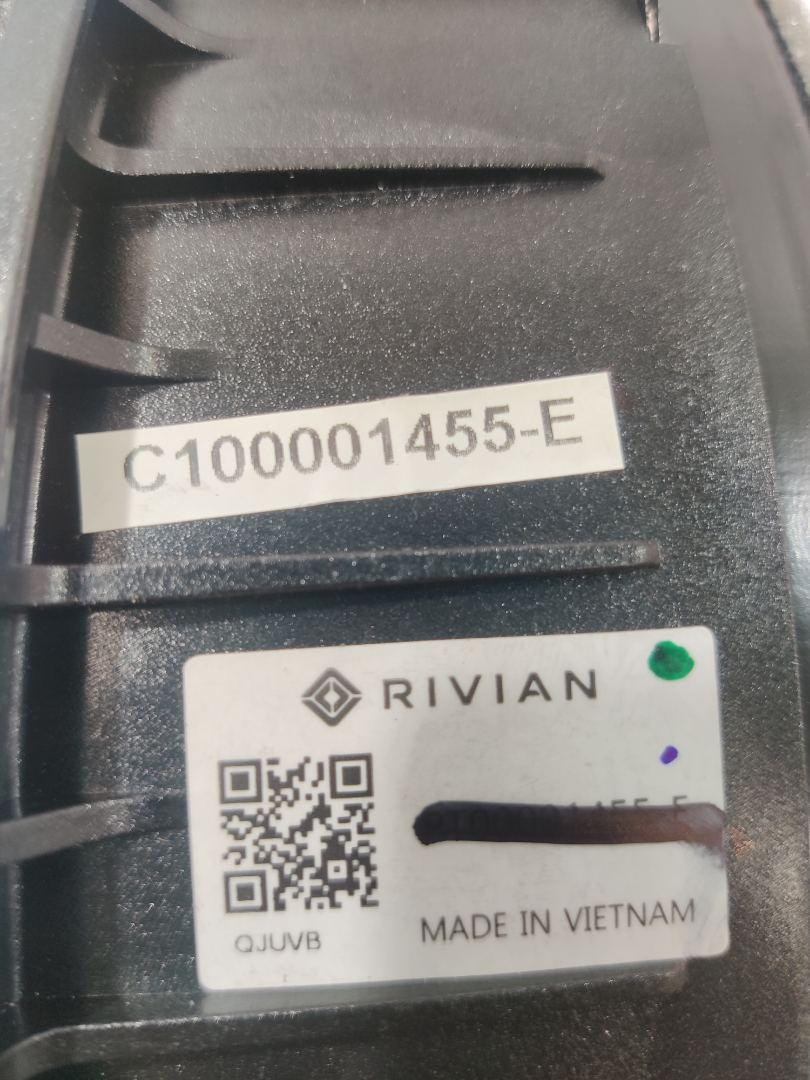 C100001455-E
RIVIAN
QJUVB
MADE IN VIETNAM